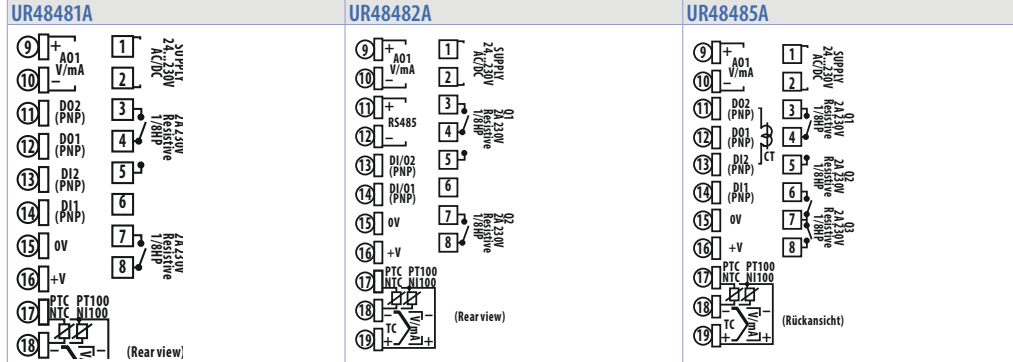 UR48481A
9 + AO1 V/mA
10 –
11 DO2 (PNP)
12 DO1 (PNP)
13 DI2 (PNP)
14 DI1 (PNP)
15 0V
16 +V
17 PTC PT100
NTC NI100
18 –
1 SUPPLY
2 24...230V AC/DC
3 2A 230V
4 Resistive 1/8HP
5
6
7 2A 230V
8 Resistive 1/8HP
(Rear view)
UR48482A
9 + AO1 V/mA
10 –
11 +
RS485
12 –
13 DI/O2 (PNP)
14 DI/O1 (PNP)
15 0V
16 +V
17 PTC PT100
NTC NI100
18 – –
TC V/mA
19 + +
1 SUPPLY
2 24...230V AC/DC
3 Q1 2A 230V
4 Resistive 1/8HP
5
6
7 Q2 2A 230V
8 Resistive 1/8HP
(Rear view)
UR48485A
9 + AO1 V/mA
10 –
11 DO2 (PNP)
12 DO1 (PNP)
CT
13 DI2 (PNP)
14 DI1 (PNP)
15 0V
16 +V
17 PTC PT100
NTC NI100
18 – –
TC V/mA
19 + +
1 SUPPLY
2 24...230V AC/DC
3 Q1 2A 230V
4 Resistive 1/8HP
5 Q2 2A 230V
6 Resistive 1/8HP
7 Q3 2A 230V
8 Resistive 1/8HP
(Rückansicht)